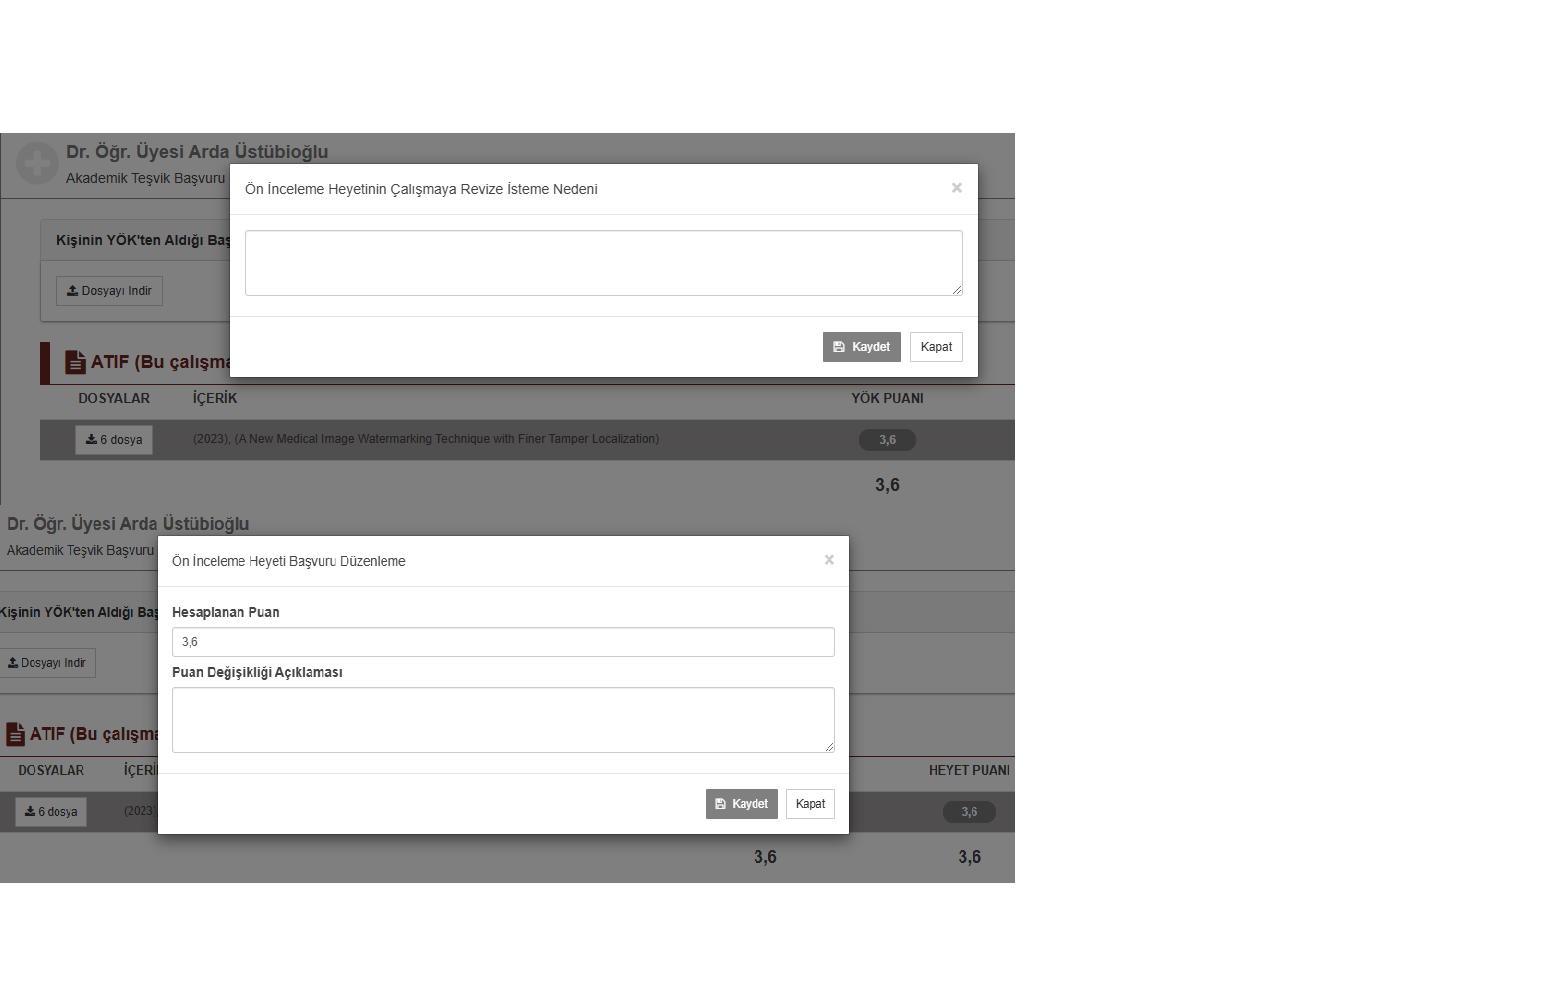 Dr. Öğr. Üyesi Arda Üstübioğlu
Akademik Teşvik Başvuru
Ön İnceleme Heyetinin Çalışmaya Revize İsteme Nedeni
×
Kişinin YÖK'ten Aldığı Baş
Dosyayı İndir
Kaydet
Kapat
ATIF (Bu çalışma
DOSYALAR
İÇERİK
YÖK PUANI
6 dosya
(2023), (A New Medical Image Watermarking Technique with Finer Tamper Localization)
3,6
3,6
Dr. Öğr. Üyesi Arda Üstübioğlu
Akademik Teşvik Başvuru
Ön İnceleme Heyeti Başvuru Düzenleme
×
Kişinin YÖK'ten Aldığı Baş
Hesaplanan Puan
3,6
Dosyayı İndir
Puan Değişikliği Açıklaması
ATIF (Bu çalışma
DOSYALAR
İÇERİ
HEYET PUANI
Kaydet
Kapat
6 dosya
(2023),
3,6
3,6
3,6